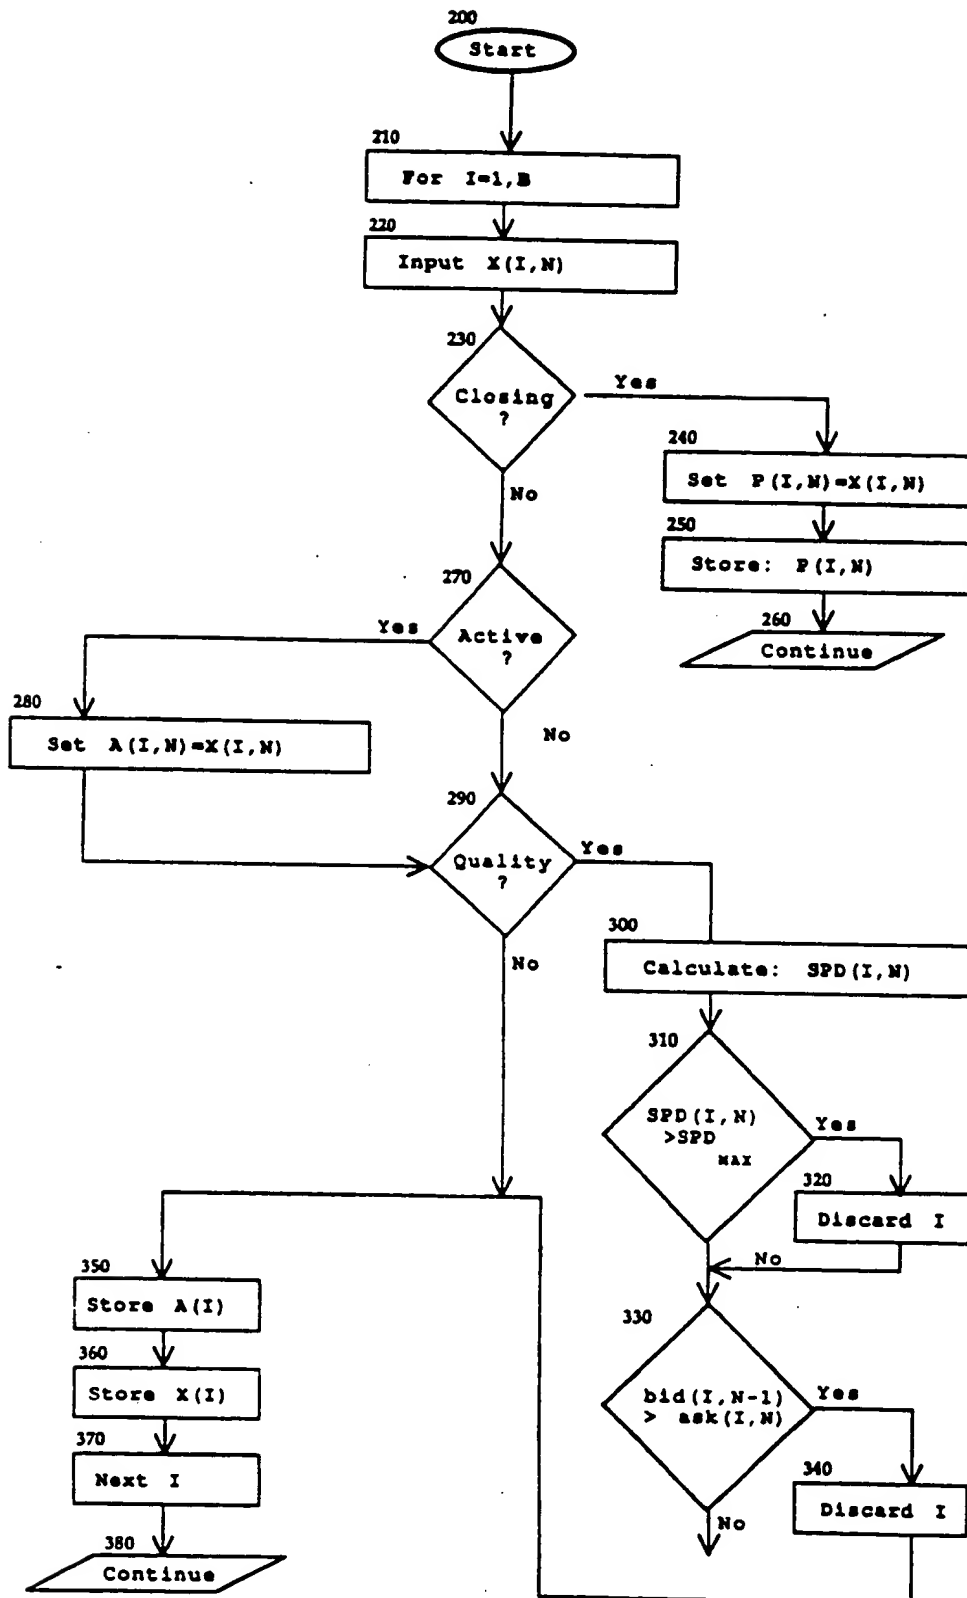 200
Start
210
For I=1,B
220
Input X(I,N)
230
Closing
?
Yes
No
240
Set P(I,N)=X(I,N)
250
Store: P(I,N)
260
Continue
270
Active
?
Yes
No
280
Set A(I,N)=X(I,N)
290
Quality
?
Yes
No
300
Calculate: SPD(I,N)
310
SPD(I,N)
>SPD
MAX
Yes
320
Discard I
No
330
bid(I,N-1)
> ask(I,N)
Yes
340
Discard I
No
350
Store A(I)
360
Store X(I)
370
Next I
380
Continue